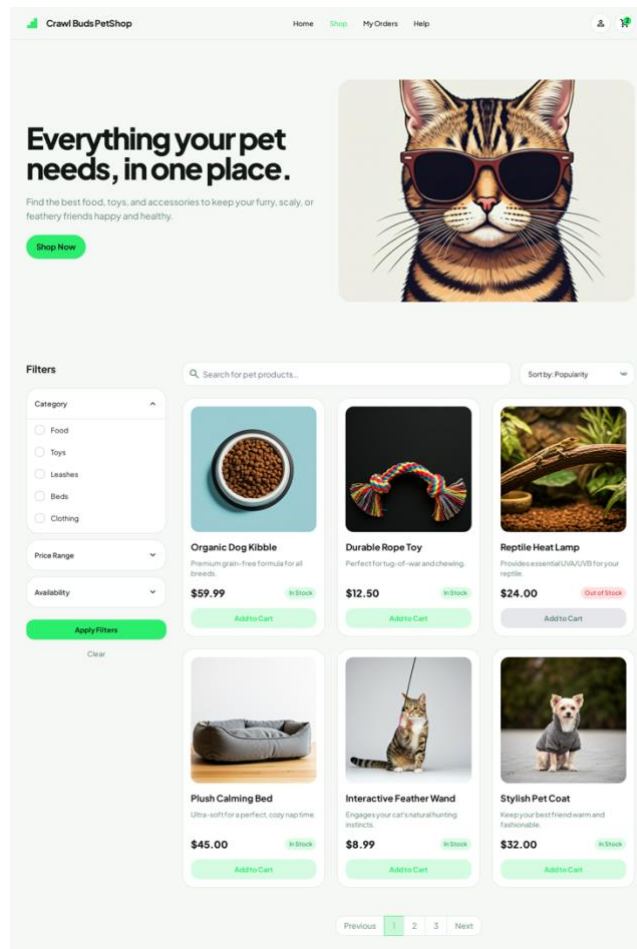 Crawl Buds PetShop
Home Shop My Orders Help
2
Everything your pet
needs, in one place.
Find the best food, toys, and accessories to keep your furry, scaly, or
feathery friends happy and healthy.
Shop Now
Filters
Search for pet products...
Sort by: Popularity
Category
Food
Toys
Leashes
Beds
Clothing
Price Range
Availability
Apply Filters
Clear
Organic Dog Kibble
Premium grain-free formula for all
breeds.
$59.99 In Stock
Add to Cart
Durable Rope Toy
Perfect for tug-of-war and chewing.
$12.50 In Stock
Add to Cart
Reptile Heat Lamp
Provides essential UVA/UVB for your
reptile.
$24.00 Out of Stock
Add to Cart
Plush Calming Bed
Ultra-soft for a perfect, cozy nap time.
$45.00 In Stock
Add to Cart
Interactive Feather Wand
Engages your cat's natural hunting
instincts.
$8.99 In Stock
Add to Cart
Stylish Pet Coat
Keep your best friend warm and
fashionable.
$32.00 In Stock
Add to Cart
Previous 1 2 3 Next